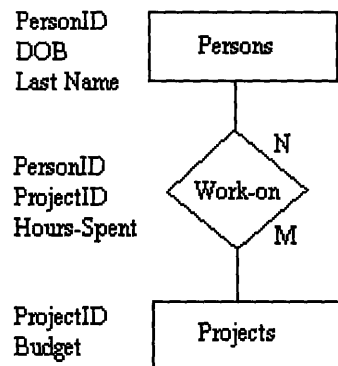 PersonID
DOB
Last Name
Persons
N
PersonID
ProjectID
Hours-Spent
Work-on
M
ProjectID
Budget
Projects